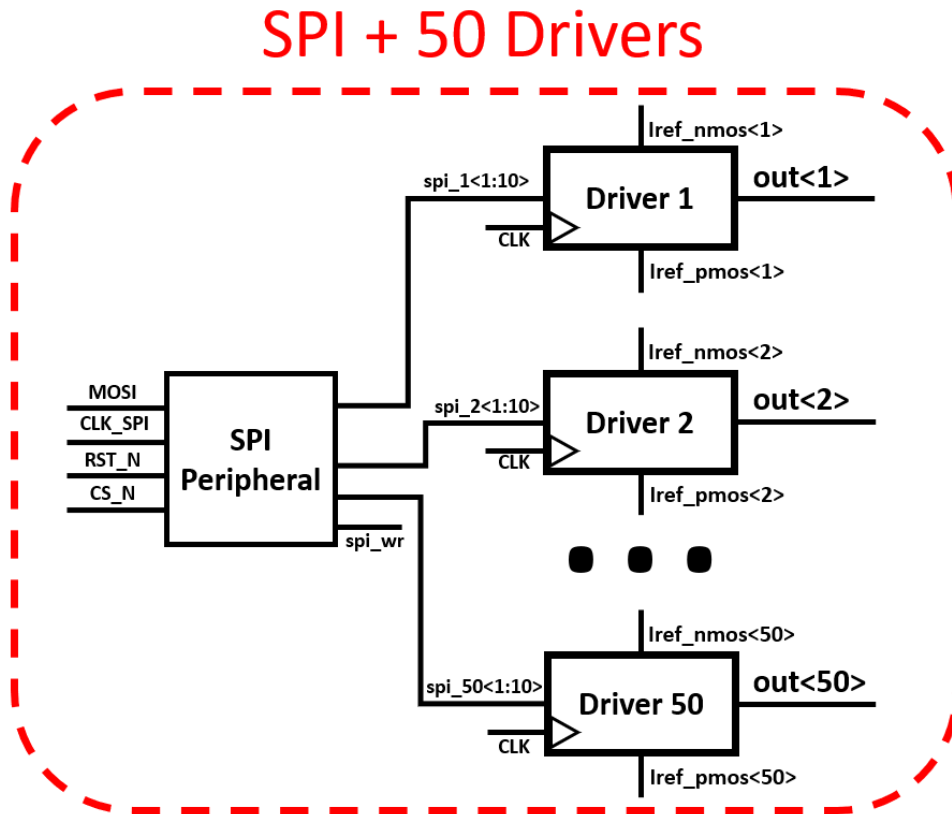 SPI + 50 Drivers
Iref_nmos<1>
spi_1<1:10>
Driver 1
out<1>
CLK
Iref_pmos<1>
Iref_nmos<2>
MOSI
CLK_SPI
RST_N
CS_N
SPI
Peripheral
spi_wr
spi_2<1:10>
Driver 2
out<2>
CLK
Iref_pmos<2>
Iref_nmos<50>
spi_50<1:10>
Driver 50
out<50>
CLK
Iref_pmos<50>